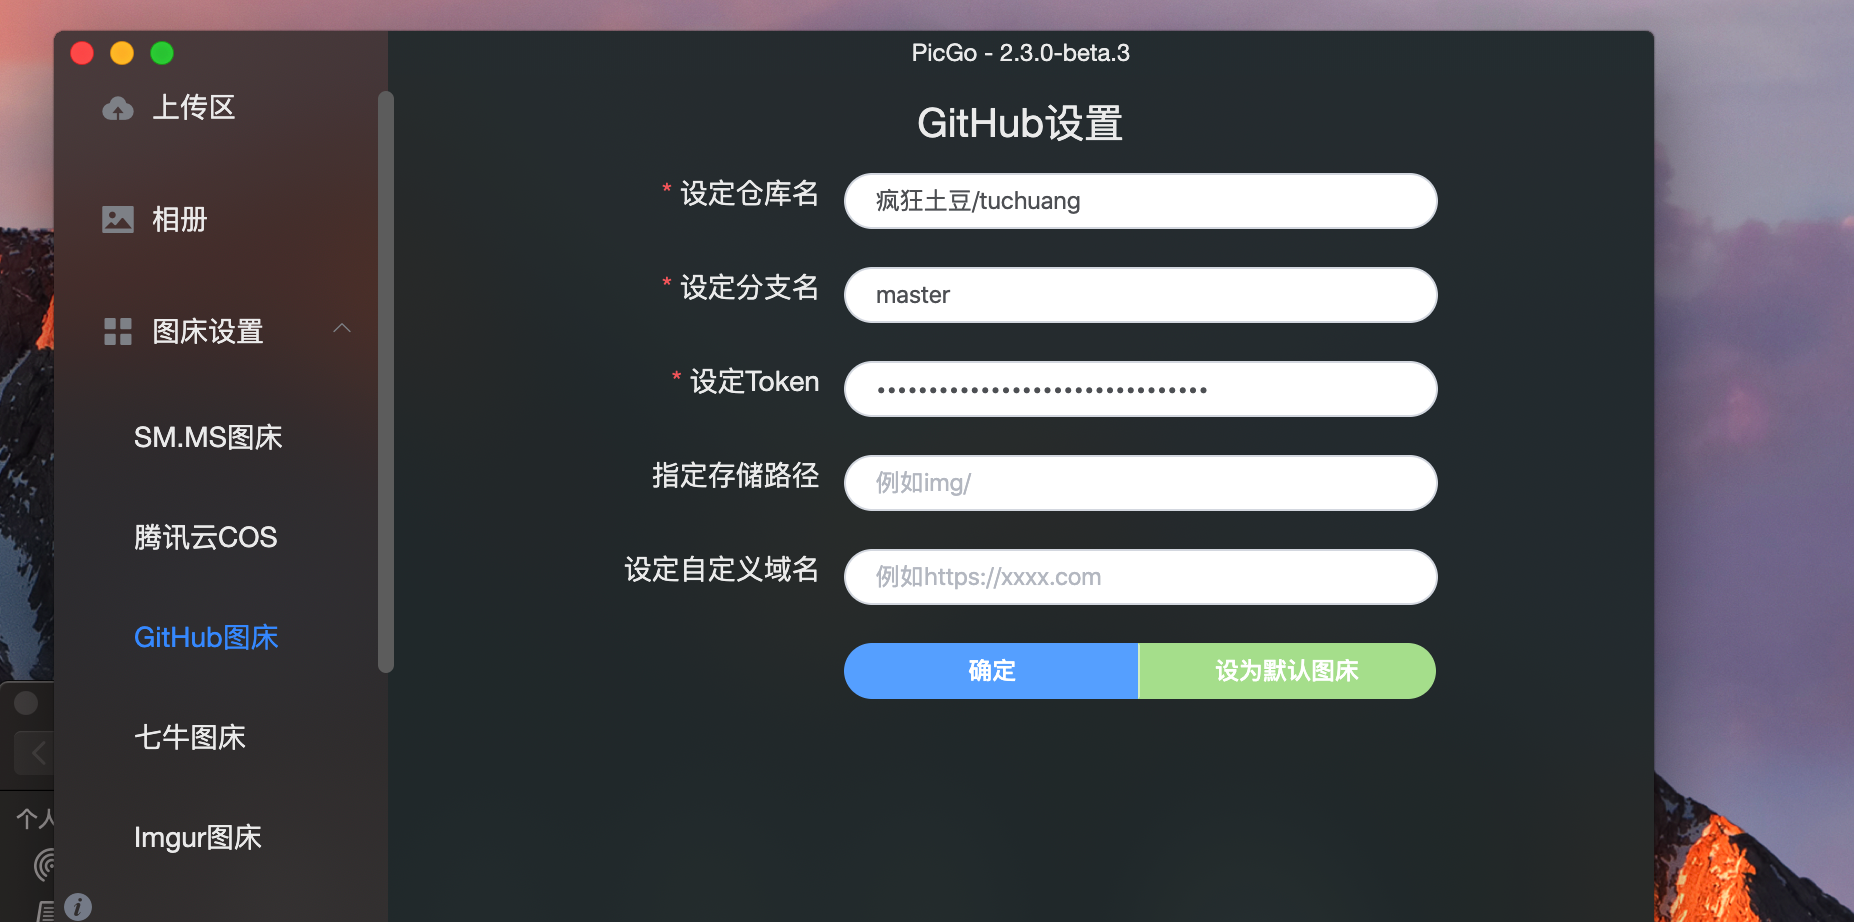 PicGo - 2.3.0-beta.3
上传区
相册
图床设置
SM.MS图床
腾讯云COS
GitHub图床
七牛图床
Imgur图床
GitHub设置
* 设定仓库名
疯狂土豆/tuchuang
* 设定分支名
master
* 设定Token
••••••••••••••••••••••••••••••••
指定存储路径
例如img/
设定自定义域名
例如https://xxxx.com
确定
设为默认图床
个人